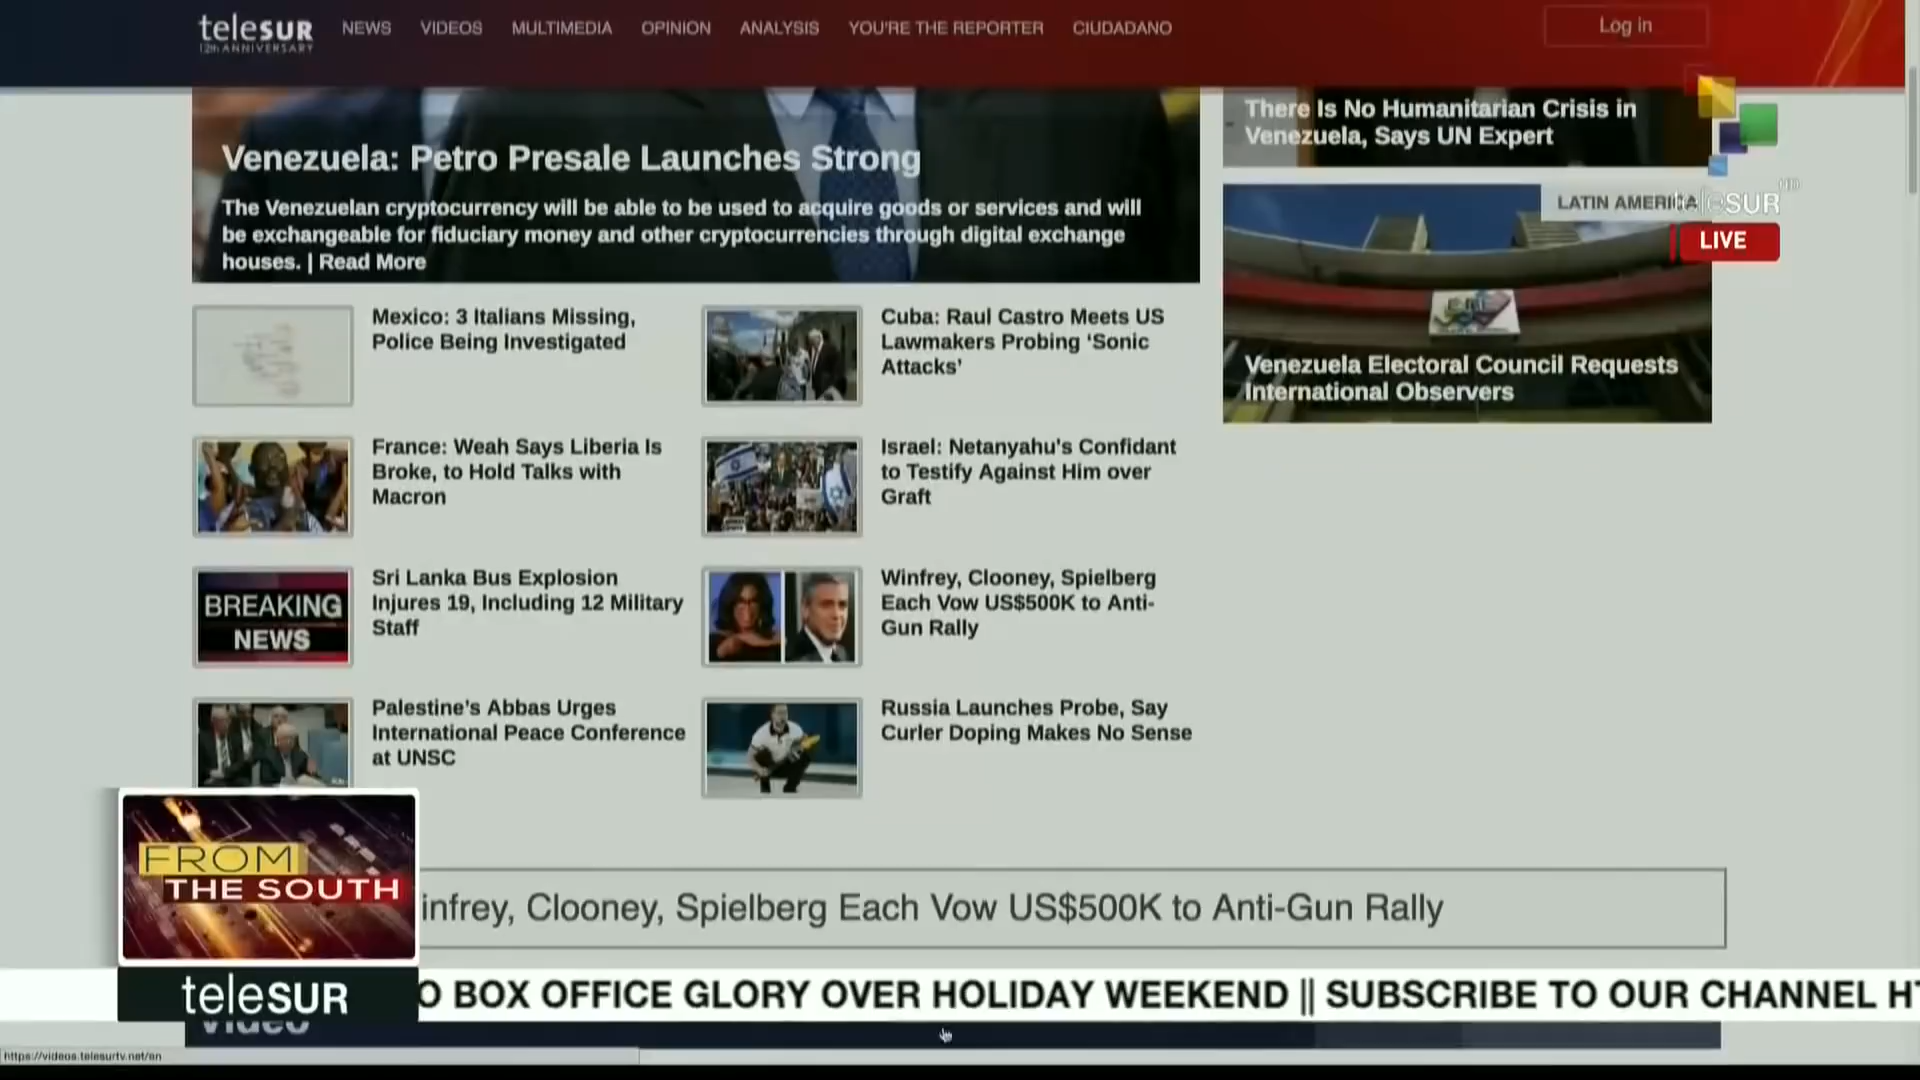 teleSUR
12th ANNIVERSARY
NEWS
VIDEOS
MULTIMEDIA
OPINION
ANALYSIS
YOU'RE THE REPORTER
CIUDADANO
Log in
Venezuela: Petro Presale Launches Strong
The Venezuelan cryptocurrency will be able to be used to acquire goods or services and will
be exchangeable for fiduciary money and other cryptocurrencies through digital exchange
houses. | Read More
There Is No Humanitarian Crisis in
Venezuela, Says UN Expert
LATIN AMERICA
teleSUR HD
LIVE
Venezuela Electoral Council Requests
International Observers
Mexico: 3 Italians Missing,
Police Being Investigated
Cuba: Raul Castro Meets US
Lawmakers Probing ‘Sonic
Attacks’
France: Weah Says Liberia Is
Broke, to Hold Talks with
Macron
Israel: Netanyahu's Confidant
to Testify Against Him over
Graft
BREAKING
NEWS
Sri Lanka Bus Explosion
Injures 19, Including 12 Military
Staff
Winfrey, Clooney, Spielberg
Each Vow US$500K to Anti-
Gun Rally
Palestine’s Abbas Urges
International Peace Conference
at UNSC
Russia Launches Probe, Say
Curler Doping Makes No Sense
FROM
THE SOUTH
infrey, Clooney, Spielberg Each Vow US$500K to Anti-Gun Rally
teleSUR
O BOX OFFICE GLORY OVER HOLIDAY WEEKEND || SUBSCRIBE TO OUR CHANNEL HT
video
https://videos.telesurtv.net/en